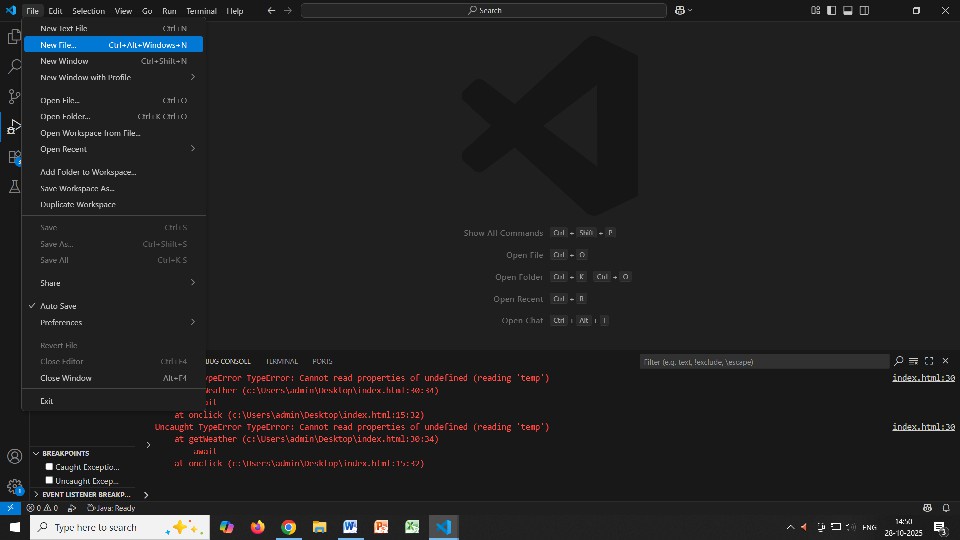 File Edit Selection View Go Run Terminal Help Search
New Text File Ctrl+N
New File... Ctrl+Alt+Windows+N
New Window Ctrl+Shift+N
New Window with Profile
Open File... Ctrl+O
Open Folder... Ctrl+K Ctrl+O
Open Workspace from File...
Open Recent
Add Folder to Workspace...
Save Workspace As...
Duplicate Workspace
Save Ctrl+S
Save As... Ctrl+Shift+S
Save All Ctrl+K S
Share
Auto Save
Preferences
Revert File
Close Editor Ctrl+F4
Close Window Alt+F4
Exit
Show All Commands Ctrl + Shift + P
Open File Ctrl + O
Open Folder Ctrl + K Ctrl + O
Open Recent Ctrl + R
Open Chat Ctrl + Alt + I
BUG CONSOLE TERMINAL PORTS Filter (e.g. text, !exclude, \escape)
ypeError TypeError: Cannot read properties of undefined (reading 'temp') index.html:30
eather (c:\Users\admin\Desktop\index.html:30:34)
ait
at onclick (c:\Users\admin\Desktop\index.html:15:32)
Uncaught TypeError TypeError: Cannot read properties of undefined (reading 'temp') index.html:30
at getWeather (c:\Users\admin\Desktop\index.html:30:34)
await
at onclick (c:\Users\admin\Desktop\index.html:15:32)
BREAKPOINTS
Caught Exceptio...
Uncaught Excep...
EVENT LISTENER BREAKP...
0 0 Java: Ready
Type here to search
ENG
14:50
28-10-2025
3